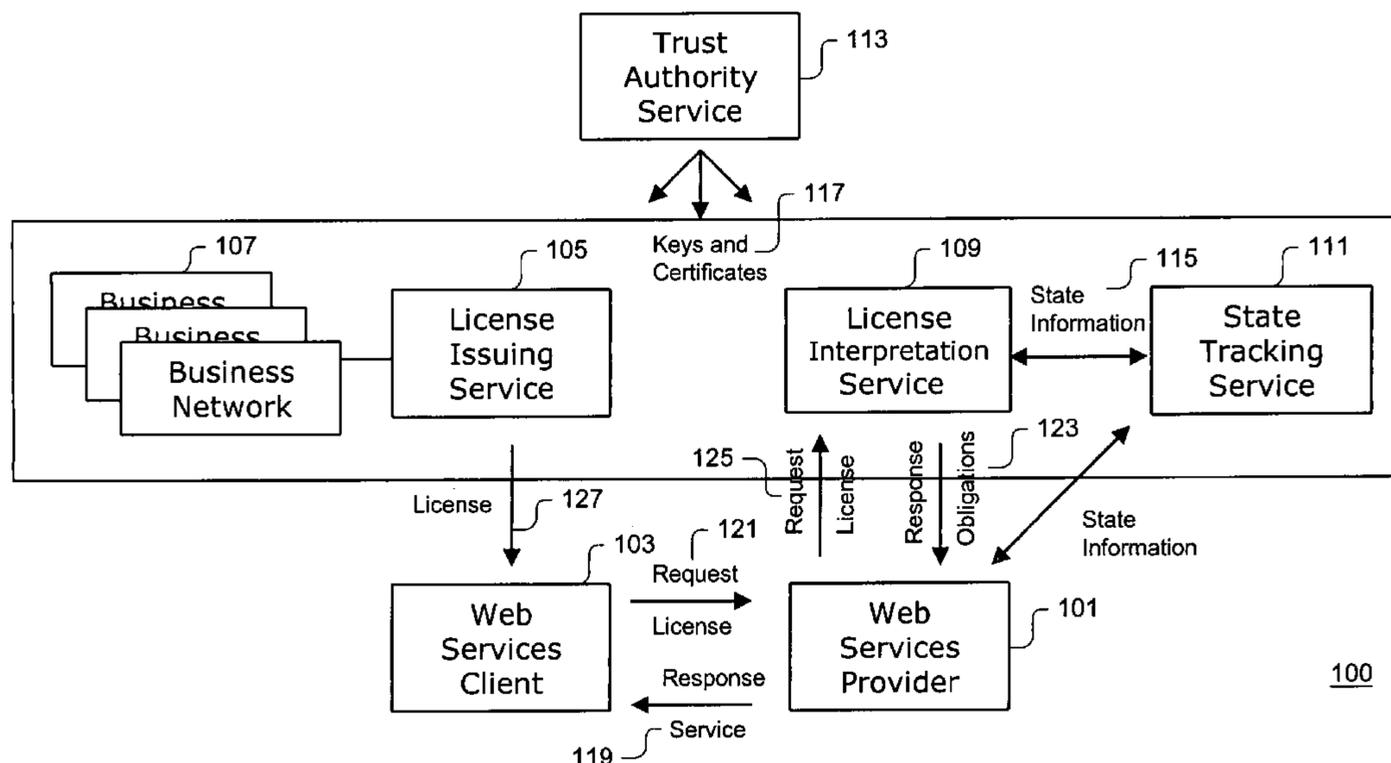 Trust
Authority
Service
113
117
Keys and
Certificates
107
105
109
115
111
Business
Business
Business
Network
License
Issuing
Service
License
Interpretation
Service
State
Information
State
Tracking
Service
125
Request
License
Response
Obligations
123
License
127
State
Information
103
121
Request
License
Web
Services
Client
Web
Services
Provider
101
Response
Service
119
100